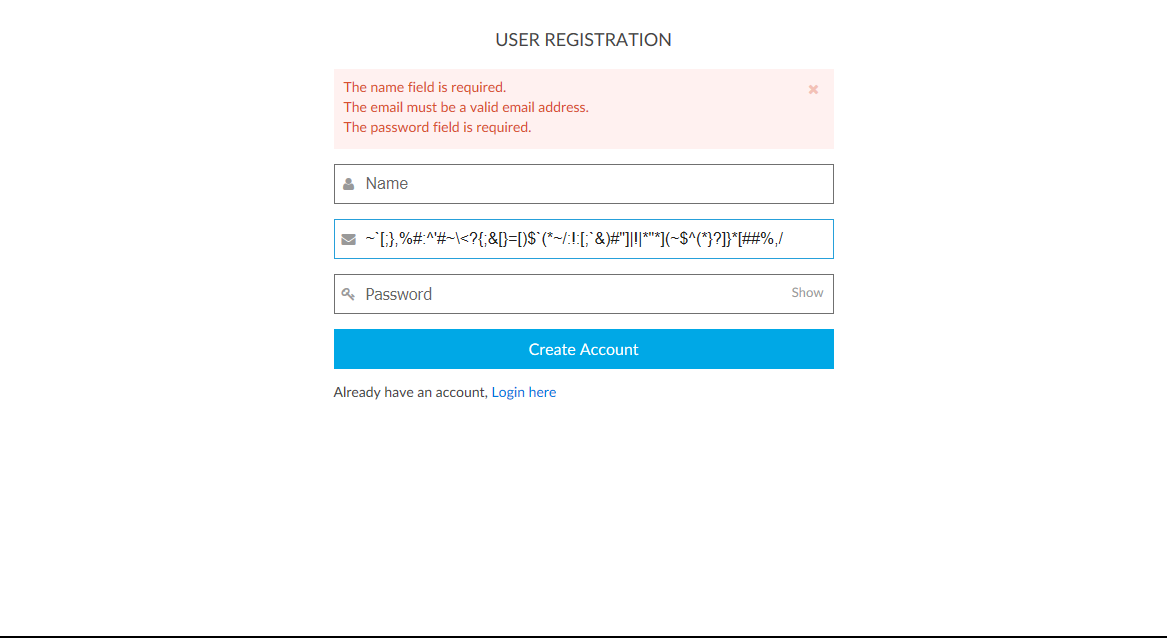 USER REGISTRATION
The name field is required.
The email must be a valid email address.
The password field is required.
Name
~`[;},%#:^'#~\<?{;&[}=[)$`(*~/:!:[;`&)#"]|!|*"*](~$^(*}?]}*[##%,/
Password
Show
Create Account
Already have an account, Login here